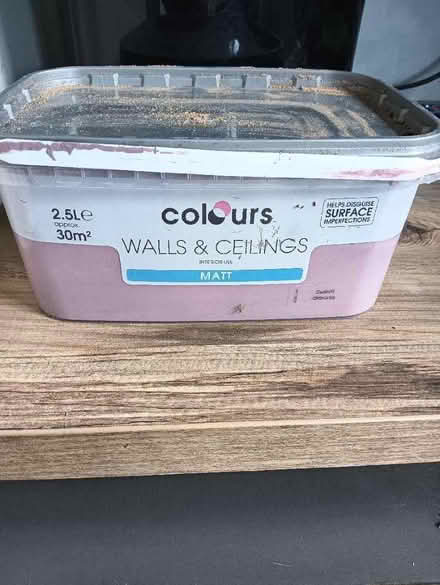 2.5L℮
approx.
30m²
colours
WALLS & CEILINGS
INTERIOR USE
MATT
HELPS DISGUISE
SURFACE
IMPERFECTIONS